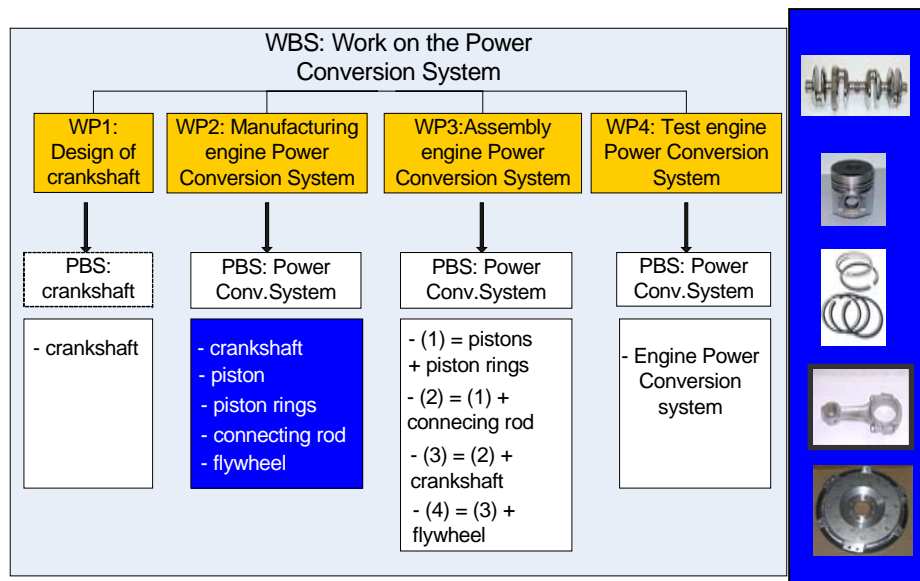 WBS: Work on the Power
Conversion System
WP1:
Design of
crankshaft
WP2: Manufacturing
engine Power
Conversion System
WP3:Assembly
engine Power
Conversion System
WP4: Test engine
Power Conversion
System
PBS:
crankshaft
PBS: Power
Conv.System
PBS: Power
Conv.System
PBS: Power
Conv.System
- crankshaft
- crankshaft
- piston
- piston rings
- connecting rod
- flywheel
- (1) = pistons
+ piston rings
- (2) = (1) +
connecing rod
- (3) = (2) +
crankshaft
- (4) = (3) +
flywheel
- Engine Power
Conversion
system